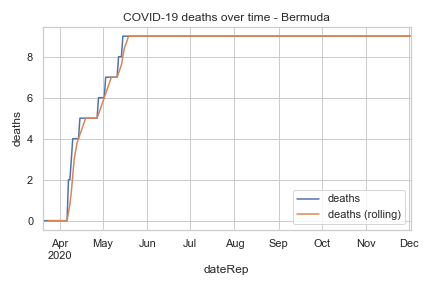 COVID-19 deaths over time - Bermuda
deaths
8
6
4
2
0
deaths
deaths (rolling)
Apr May Jun Jul Aug Sep Oct Nov Dec
2020
dateRep